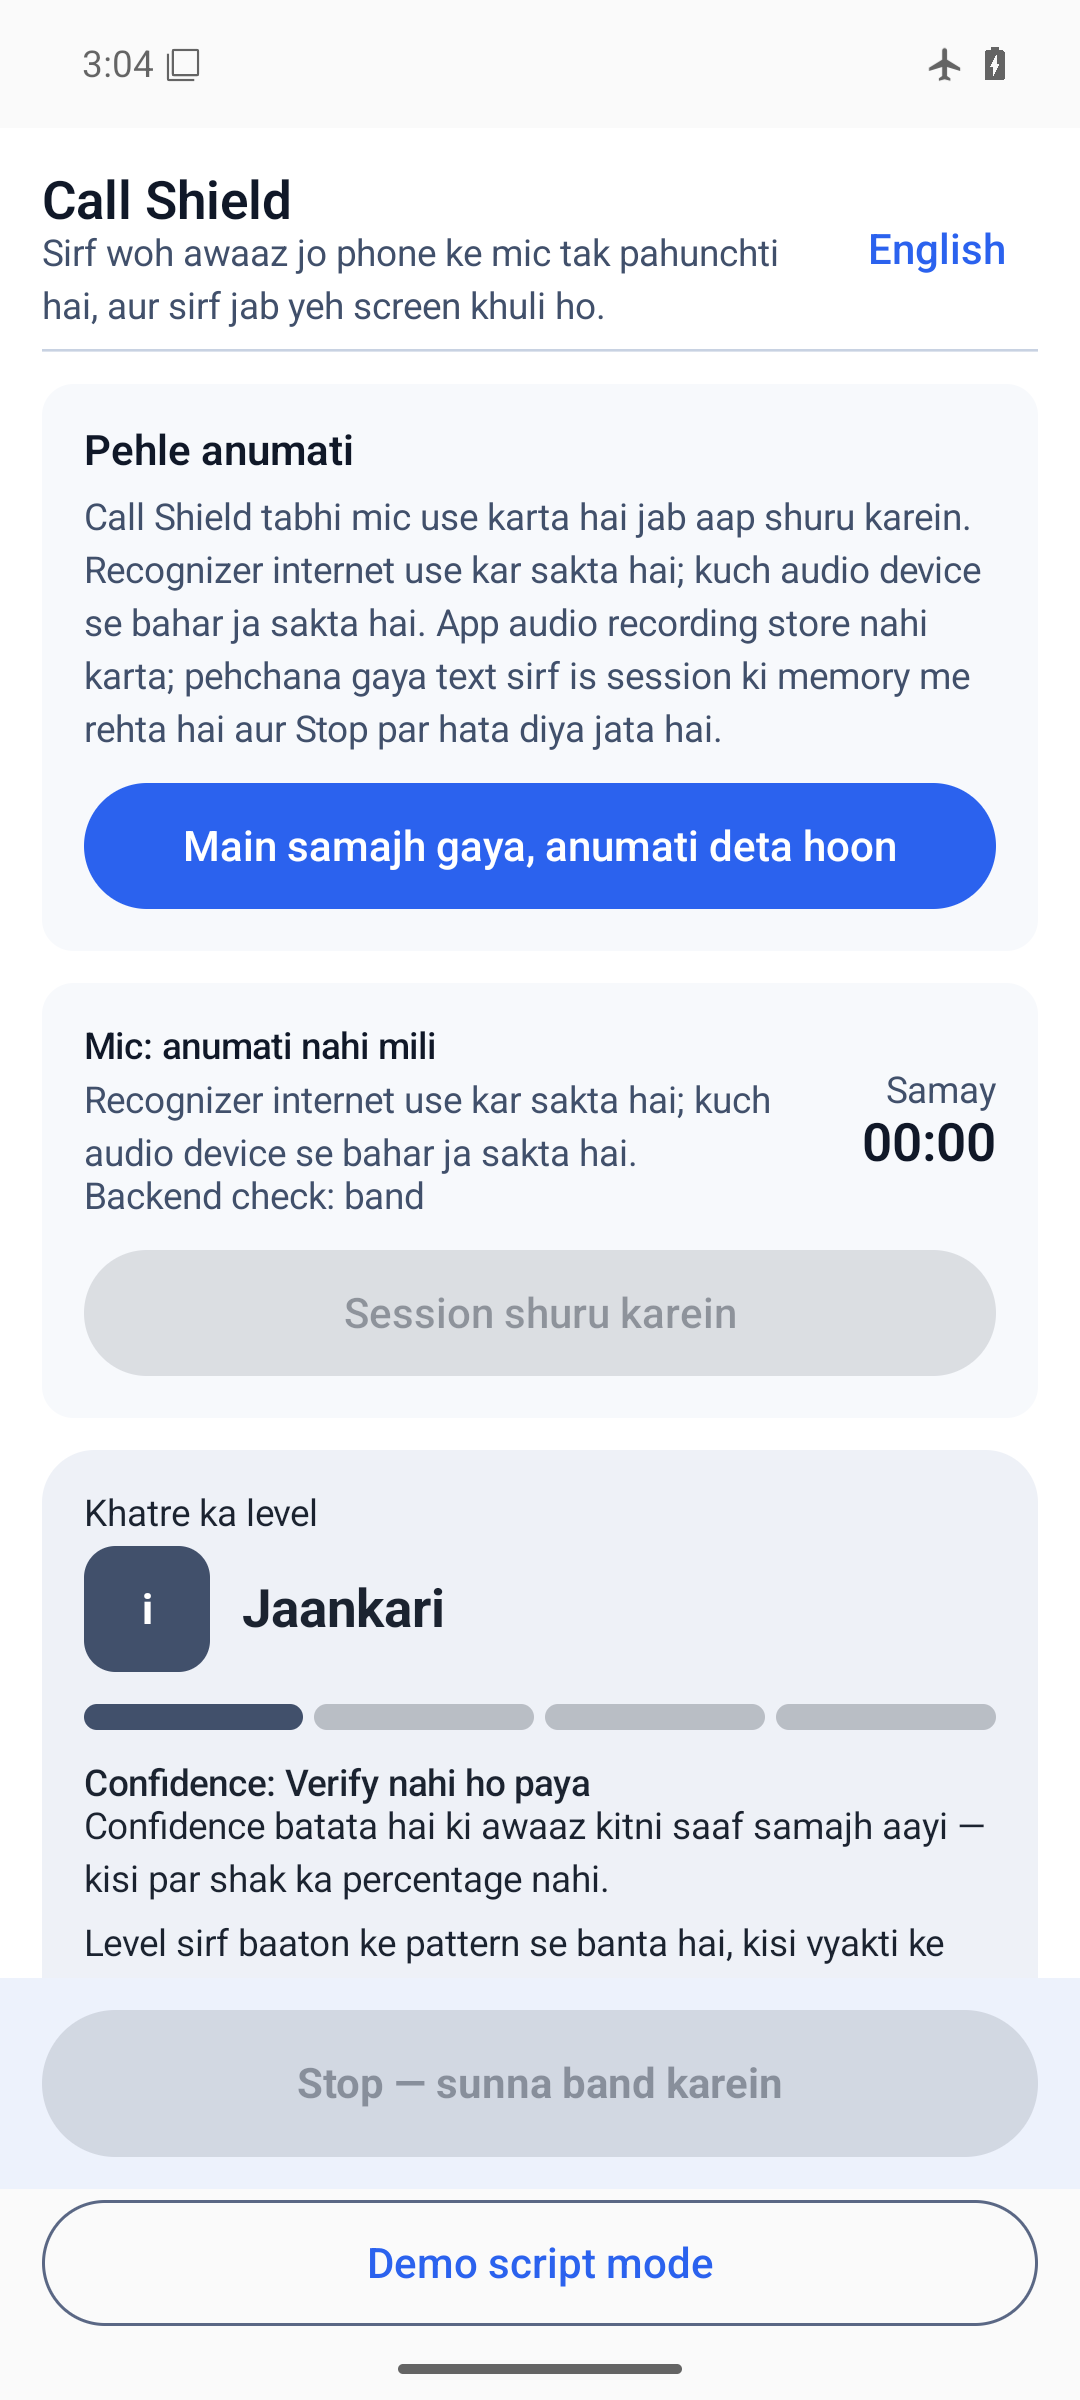 3:04
Call Shield
Sirf woh awaaz jo phone ke mic tak pahunchti
hai, aur sirf jab yeh screen khuli ho.
English
Pehle anumati
Call Shield tabhi mic use karta hai jab aap shuru karein.
Recognizer internet use kar sakta hai; kuch audio device
se bahar ja sakta hai. App audio recording store nahi
karta; pehchana gaya text sirf is session ki memory me
rehta hai aur Stop par hata diya jata hai.
Main samajh gaya, anumati deta hoon
Mic: anumati nahi mili
Recognizer internet use kar sakta hai; kuch
audio device se bahar ja sakta hai.
Backend check: band
Samay
00:00
Session shuru karein
Khatre ka level
i
Jaankari
Confidence: Verify nahi ho paya
Confidence batata hai ki awaaz kitni saaf samajh aayi —
kisi par shak ka percentage nahi.
Level sirf baaton ke pattern se banta hai, kisi vyakti ke
Stop — sunna band karein
Demo script mode